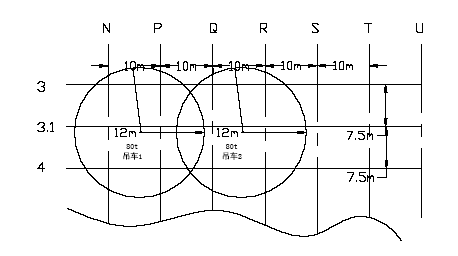 N P Q R S T U
10m 10m 10m 10m 10m
3
3.1 12m 12m
7.5m
80t 80t
吊车1 吊车2
4
7.5m